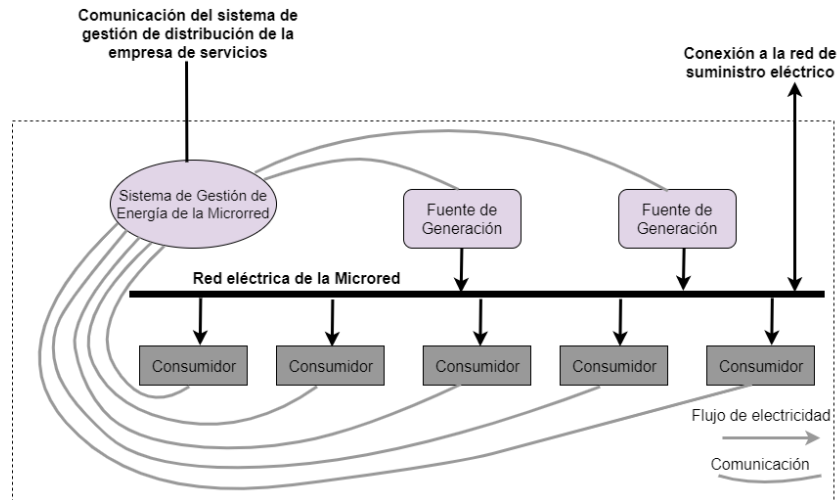 Comunicación del sistema de
gestión de distribución de la
empresa de servicios
Conexión a la red de
suministro eléctrico
Sistema de Gestión de
Energía de la Microrred
Fuente de
Generación
Fuente de
Generación
Red eléctrica de la Microred
Consumidor
Consumidor
Consumidor
Consumidor
Consumidor
Flujo de electricidad
Comunicación